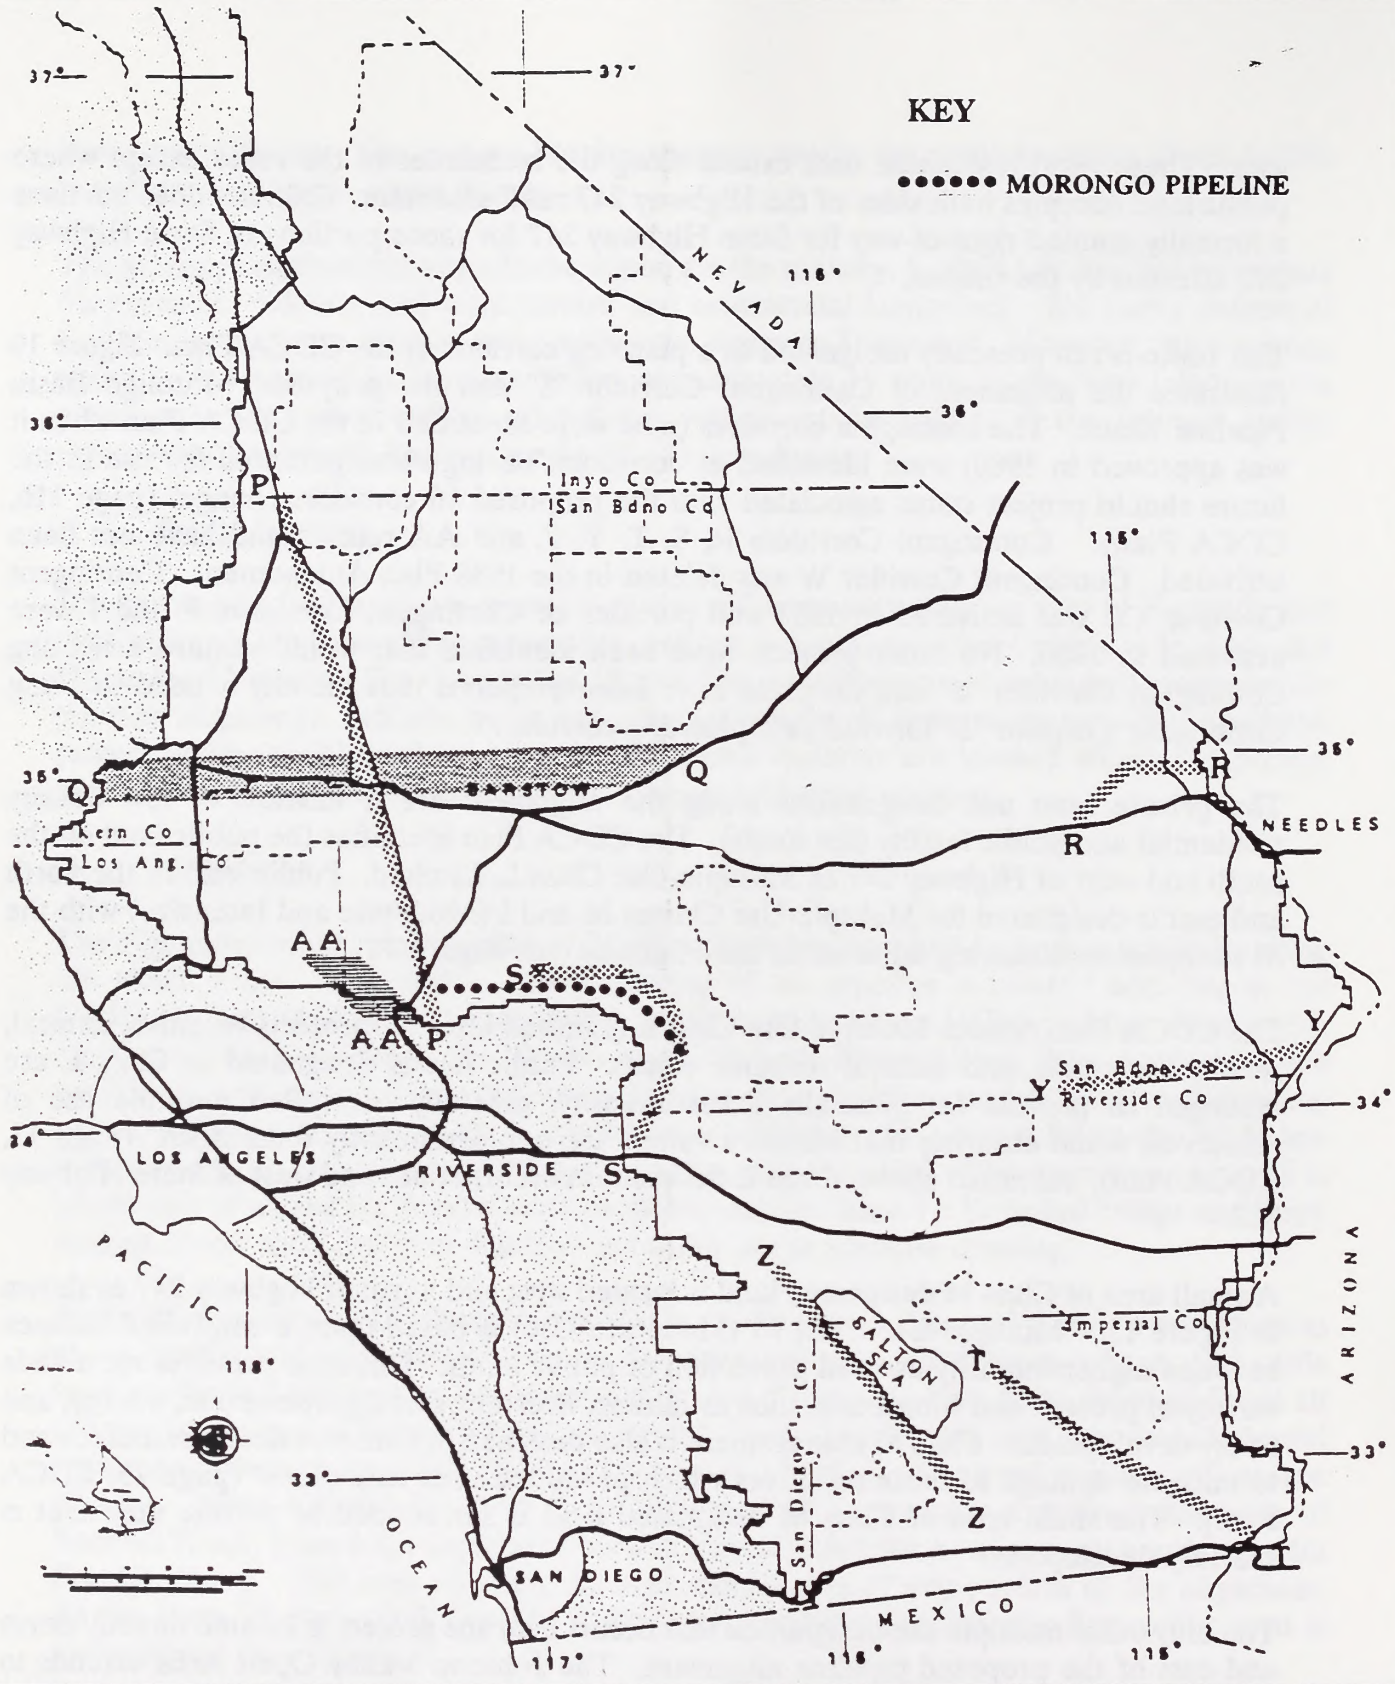 KEY
MORONGO PIPELINE
37°
37°
NEVADA
116°
36°
36°
P
Inyo Co
San Bdno Co
115°
35°
35°
Q
Q
BARSTOW
R
R
NEEDLES
Kern Co
Los Ang. Co
AA
S*
AA
P
Y
San Bdno Co
Y
Riverside Co
34°
34°
LOS ANGELES
RIVERSIDE
S
PACIFIC
Z
Imperial Co
SALTON SEA
ARIZONA
118°
T
San Diego Co
33°
33°
OCEAN
Z
T
SAN DIEGO
MEXICO
117°
116°
115°